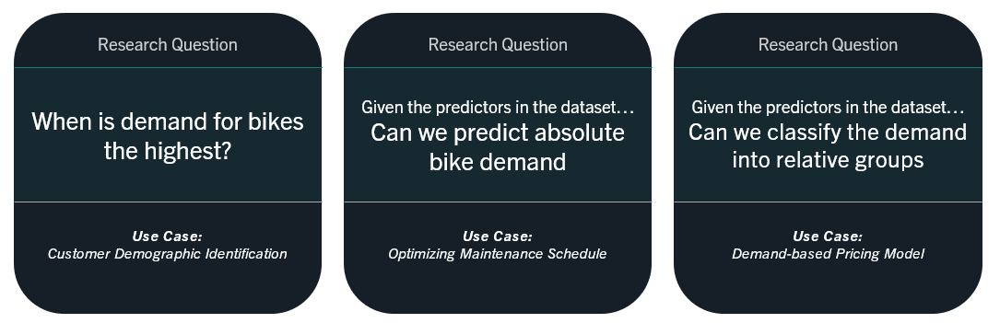 Research Question
When is demand for bikes
the highest?
Use Case:
Customer Demographic Identification
Research Question
Given the predictors in the dataset...
Can we predict absolute
bike demand
Use Case:
Optimizing Maintenance Schedule
Research Question
Given the predictors in the dataset...
Can we classify the demand
into relative groups
Use Case:
Demand-based Pricing Model